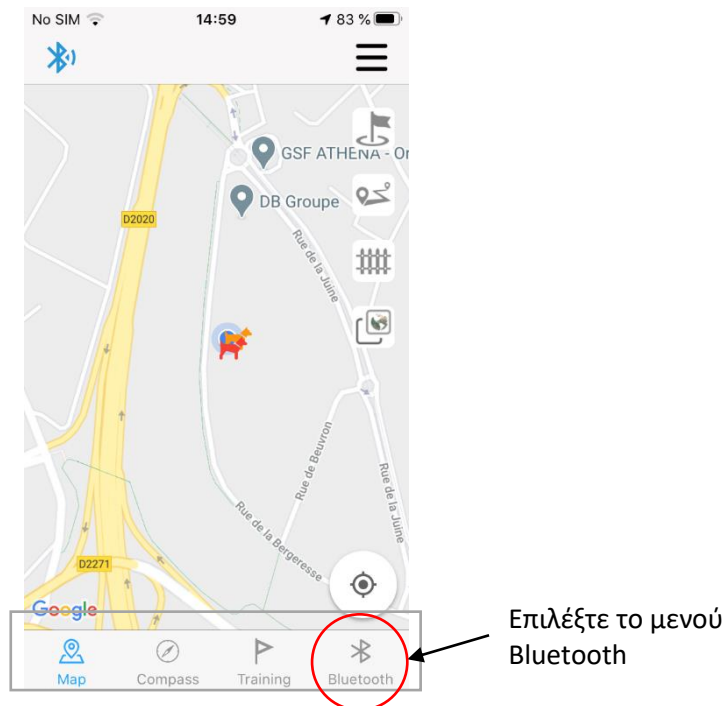 No SIM 14:59 83 %
GSF ATHENA - Or
DB Groupe
D2020
Rue de la Juine
Rue de Beuvron
Rue de la Juine
Rue de la Bergeresse
D2271
Google
Map Compass Training Bluetooth
Επιλέξτε το μενού
Bluetooth